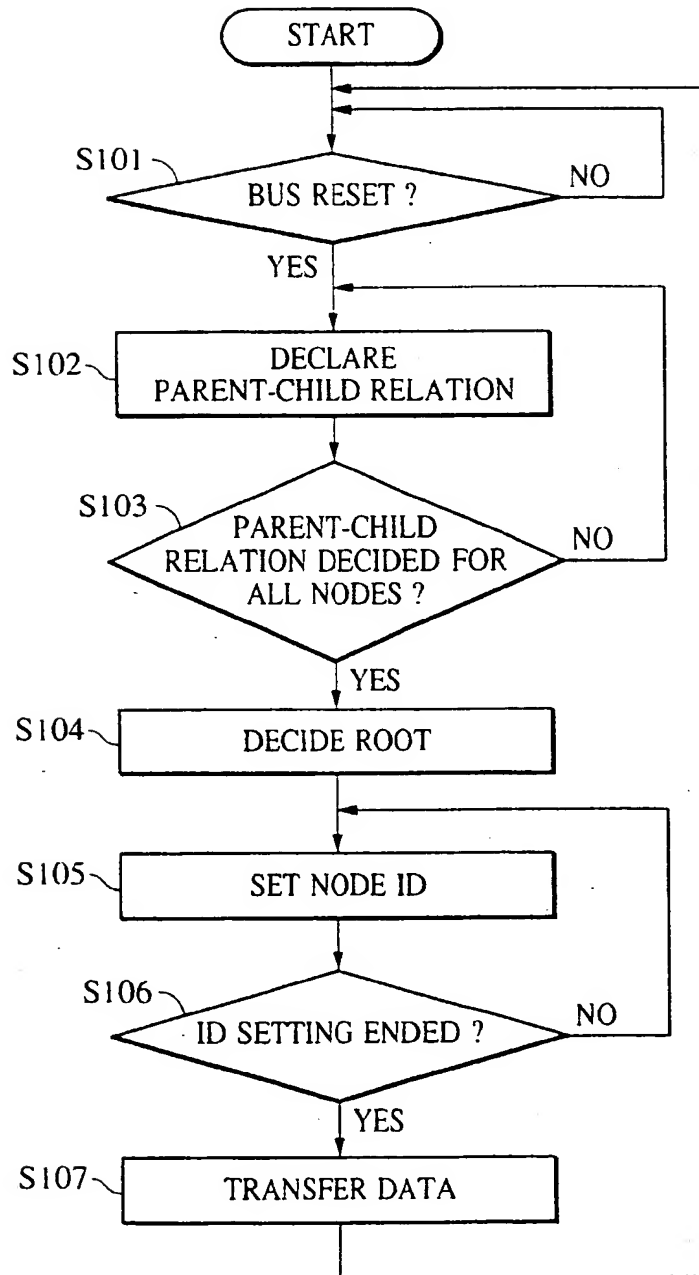 START
S101
BUS RESET ?
NO
YES
S102
DECLARE
PARENT-CHILD RELATION
S103
PARENT-CHILD
RELATION DECIDED FOR
ALL NODES ?
NO
YES
S104
DECIDE ROOT
S105
SET NODE ID
S106
ID SETTING ENDED ?
NO
YES
S107
TRANSFER DATA